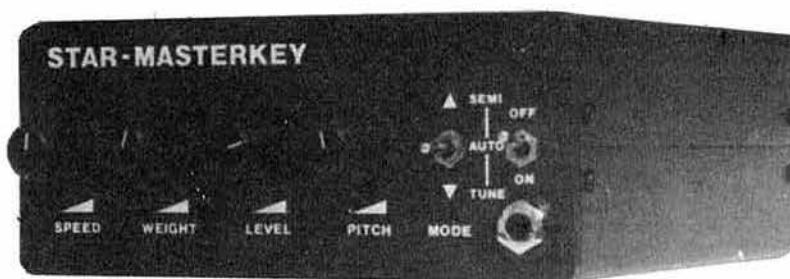 STAR-MASTERKEY
SEMI
OFF
AUTO
ON
TUNE
SPEED WEIGHT LEVEL PITCH MODE